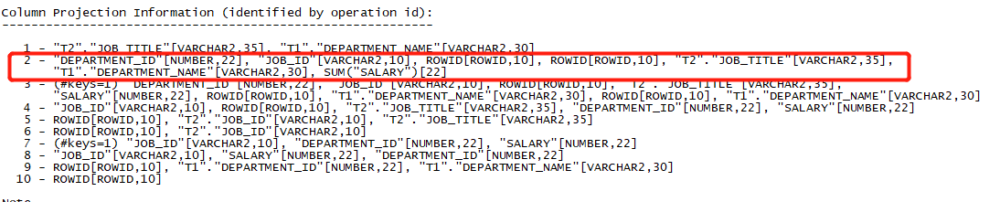 Column Projection Information (identified by operation id):
-----------------------------------------------------------
1 - "T2"."JOB_TITLE"[VARCHAR2,35], "T1"."DEPARTMENT_NAME"[VARCHAR2,30]
2 - "DEPARTMENT_ID"[NUMBER,22], "JOB_ID"[VARCHAR2,10], ROWID[ROWID,10], ROWID[ROWID,10], "T2"."JOB_TITLE"[VARCHAR2,35],
"T1"."DEPARTMENT_NAME"[VARCHAR2,30], SUM("SALARY")[22]
3 - (#keys=1) "DEPARTMENT_ID"[NUMBER,22], "JOB_ID"[VARCHAR2,10], ROWID[ROWID,10], "T2"."JOB_TITLE"[VARCHAR2,35],
"SALARY"[NUMBER,22], ROWID[ROWID,10], "T1"."DEPARTMENT_NAME"[VARCHAR2,30], ROWID[ROWID,10], "T1"."DEPARTMENT_NAME"[VARCHAR2,30]
4 - "JOB_ID"[VARCHAR2,10], ROWID[ROWID,10], "T2"."JOB_TITLE"[VARCHAR2,35], "DEPARTMENT_ID"[NUMBER,22], "SALARY"[NUMBER,22]
5 - ROWID[ROWID,10], "T2"."JOB_ID"[VARCHAR2,10], "T2"."JOB_TITLE"[VARCHAR2,35]
6 - ROWID[ROWID,10], "T2"."JOB_ID"[VARCHAR2,10]
7 - (#keys=1) "JOB_ID"[VARCHAR2,10], "DEPARTMENT_ID"[NUMBER,22], "SALARY"[NUMBER,22]
8 - "JOB_ID"[VARCHAR2,10], "SALARY"[NUMBER,22], "DEPARTMENT_ID"[NUMBER,22]
9 - ROWID[ROWID,10], "T1"."DEPARTMENT_ID"[NUMBER,22], "T1"."DEPARTMENT_NAME"[VARCHAR2,30]
10 - ROWID[ROWID,10]